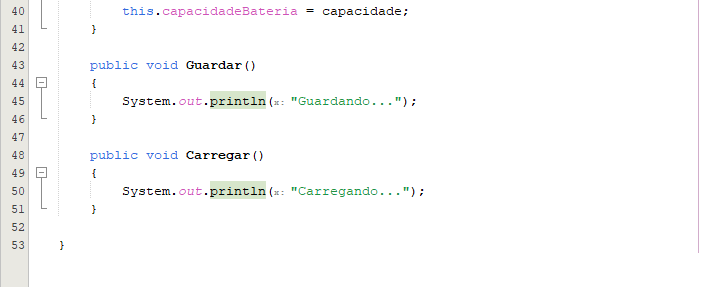 40 this.capacidadeBateria = capacidade;
41 }
42
43 public void Guardar()
44 {
45 System.out.println(x: "Guardando...");
46 }
47
48 public void Carregar()
49 {
50 System.out.println(x: "Carregando...");
51 }
52
53 }